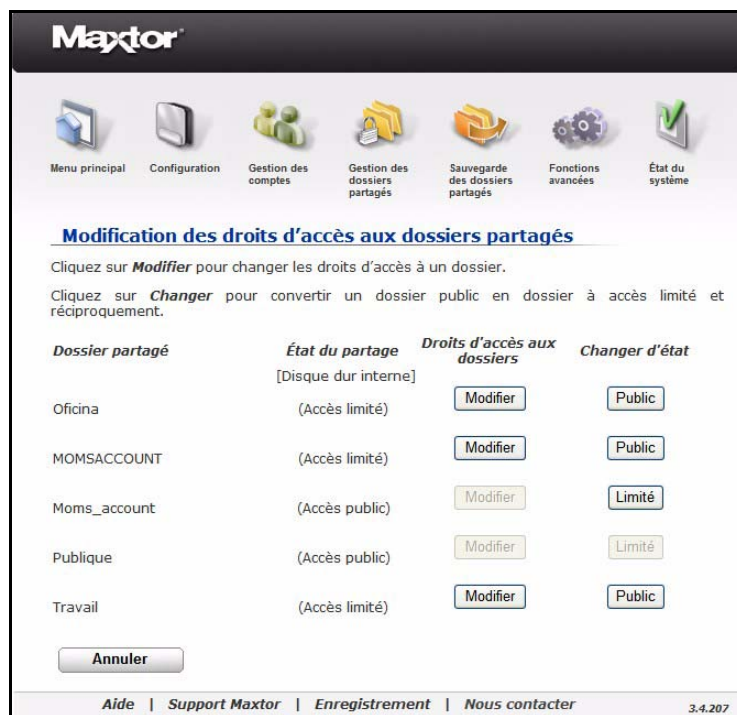 Maxtor
Menu principal
Configuration
Gestion des
comptes
Gestion des
dossiers
partagés
Sauvegarde
des dossiers
partagés
Fonctions
avancées
État du
système
Modification des droits d'accès aux dossiers partagés
Cliquez sur Modifier pour changer les droits d'accès à un dossier.
Cliquez sur Changer pour convertir un dossier public en dossier à accès limité et
réciproquement.
Dossier partagé État du partage Droits d'accès aux
dossiers Changer d'état
[Disque dur interne]
Oficina (Accès limité) Modifier Public
MOMSACCOUNT (Accès limité) Modifier Public
Moms_account (Accès public) Modifier Limité
Publique (Accès public) Modifier Limité
Travail (Accès limité) Modifier Public
Annuler
Aide | Support Maxtor | Enregistrement | Nous contacter 3.4.207